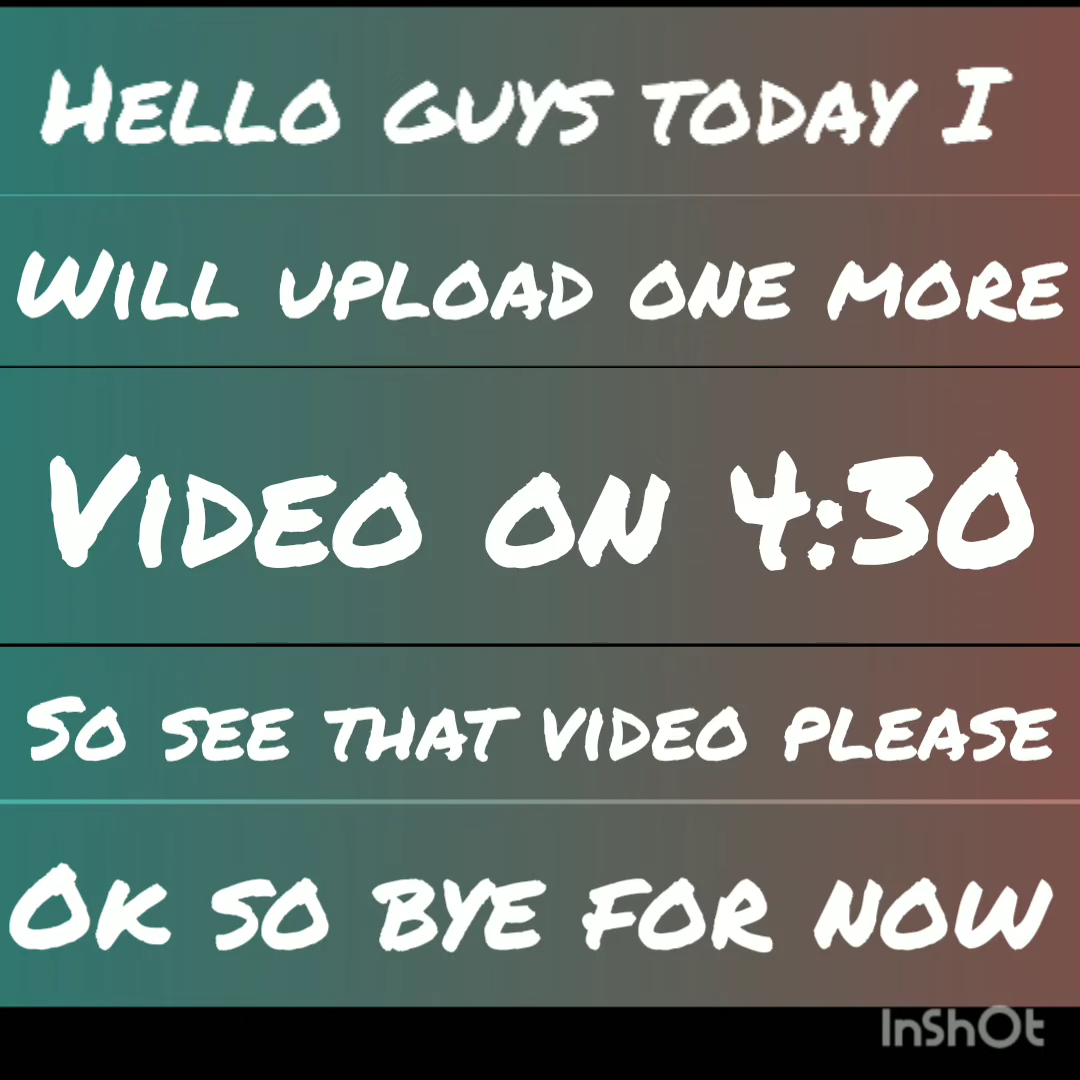 Hello guys today I
Will upload one more
Video on 4:30
So see that video please
Ok so bye for now
InShOt